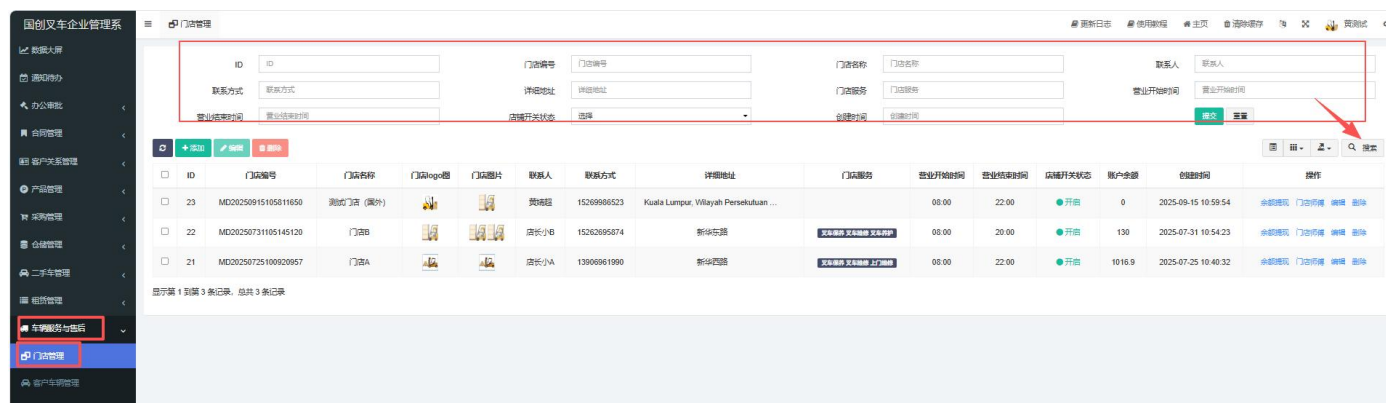 国创叉车企业管理系
门店管理
更新日志 使用教程 主页 清除缓存 黄测试
数据大屏
通知待办
办公审批
合同管理
客户关系管理
产品管理
采购管理
仓储管理
二手车管理
租赁管理
车辆服务与售后
门店管理
客户车辆管理
ID ID 门店编号 门店编号 门店名称 门店名称 联系人 联系人
联系方式 联系方式 详细地址 详细地址 门店服务 门店服务 营业开始时间 营业开始时间
营业结束时间 营业结束时间 店铺开关状态 选择 创建时间 创建时间 提交 重置
添加 编辑 删除 搜索
ID 门店编号 门店名称 门店logo图 门店图片 联系人 联系方式 详细地址 门店服务 营业开始时间 营业结束时间 店铺开关状态 账户余额 创建时间 操作
23 MD20250915105811650 测试门店（国外） 黄晴超 15269986523 Kuala Lumpur, Wilayah Persekutuan ... 08:00 22:00 开启 0 2025-09-15 10:59:54 余额提现 门店师傅 编辑 删除
22 MD20250731105145120 门店B 店长小B 15262695874 新华东路 叉车保养 叉车维修 叉车养护 08:00 20:00 开启 130 2025-07-31 10:54:23 余额提现 门店师傅 编辑 删除
21 MD20250725100920957 门店A 店长小A 13906961990 新华西路 叉车保养 叉车维修 上门维修 08:00 22:00 开启 1016.9 2025-07-25 10:40:32 余额提现 门店师傅 编辑 删除
显示第 1 到第 3 条记录，总共 3 条记录